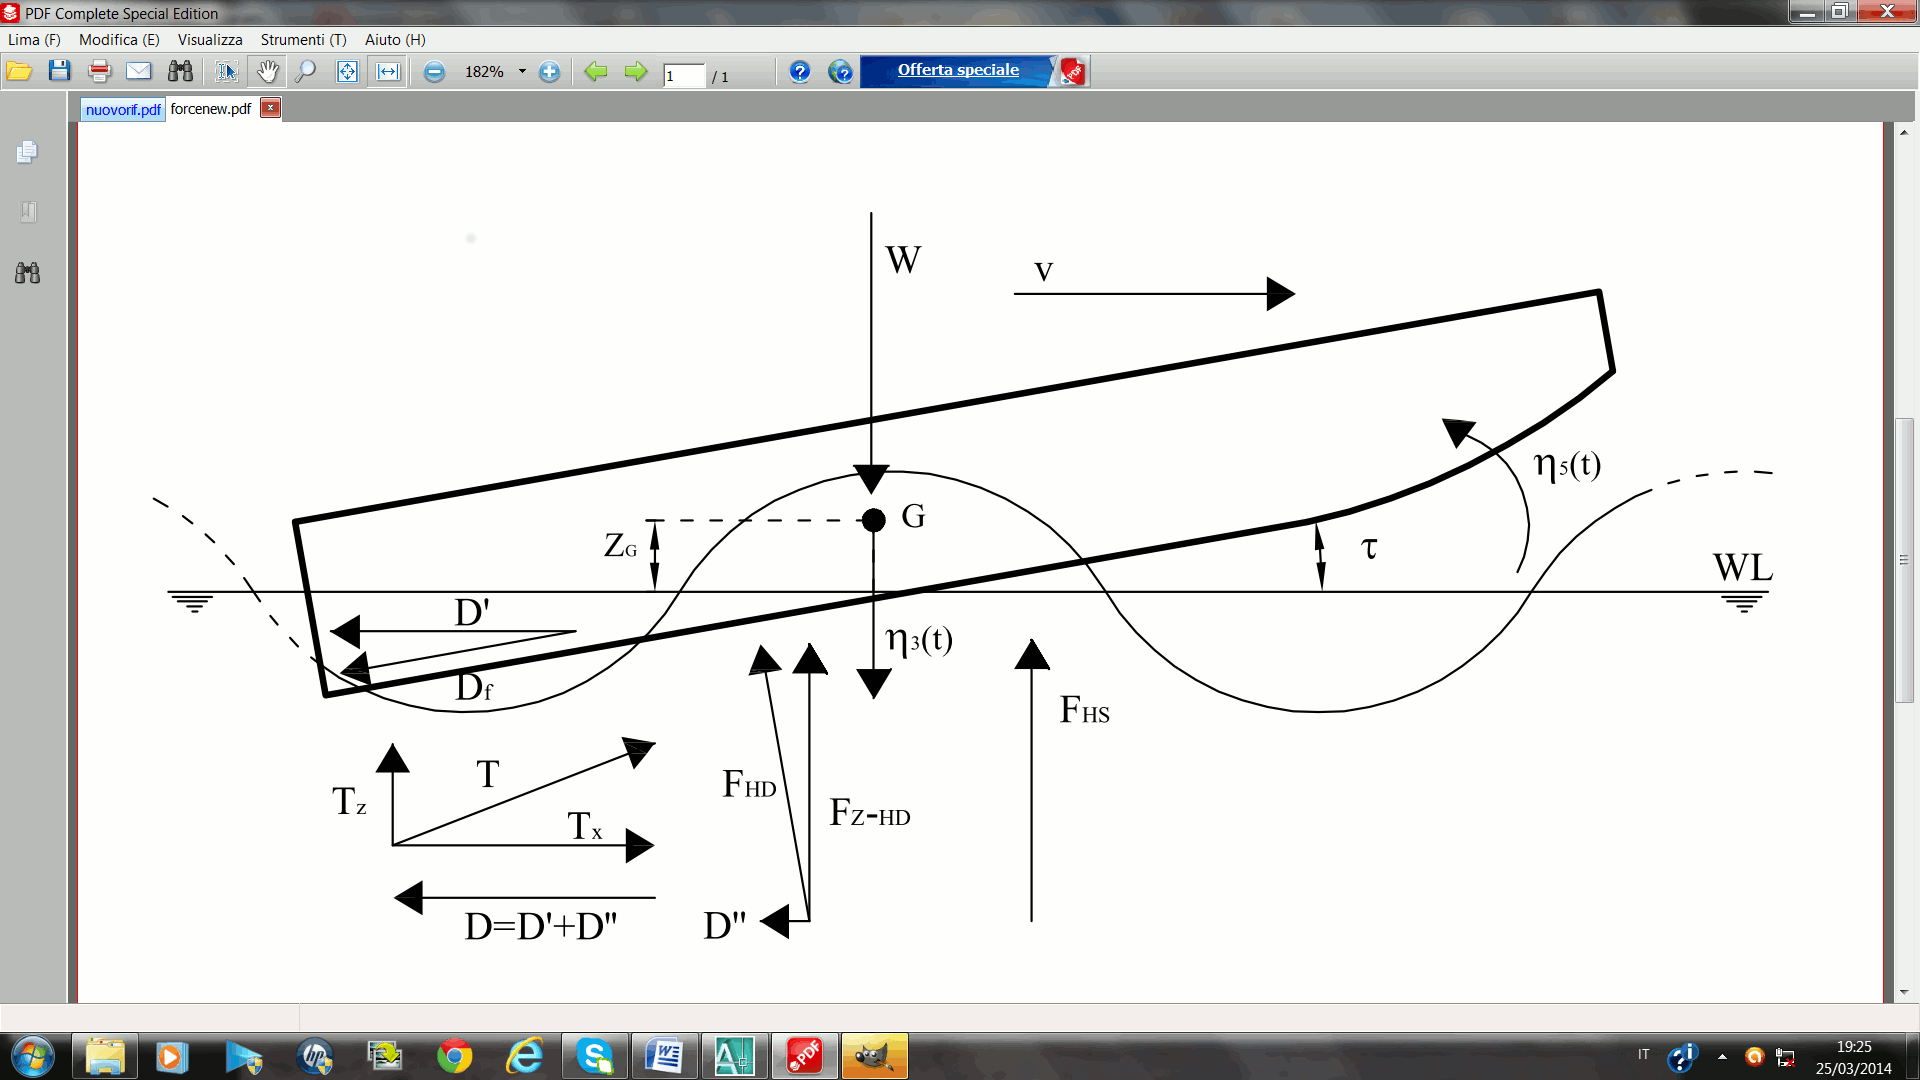 PDF Complete Special Edition
Lima (F) Modifica (E) Visualizza Strumenti (T) Aiuto (H)
182% 1 / 1 Offerta speciale
nuovorif.pdf forcenew.pdf
W
v
η5(t)
G
ZG
τ
WL
D'
η3(t)
Df
FHS
T
FHD
Tz
FZ-HD
Tx
D=D'+D"
D"
IT 19:25
25/03/2014